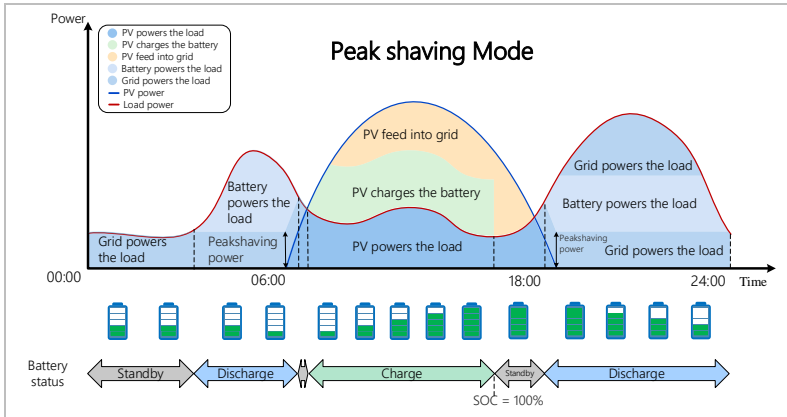 Power
PV powers the load
PV charges the battery
PV feed into grid
Battery powers the load
Grid powers the load
PV power
Load power
Peak shaving Mode
PV feed into grid
Grid powers the load
Battery
powers the
load
PV charges the battery
Battery powers the load
Grid powers
the load
Peakshaving
power
PV powers the load
Peakshaving
power
Grid powers the load
00:00
06:00
18:00
24:00
Time
Battery
status
Standby
Discharge
Charge
Standby
Discharge
SOC = 100%